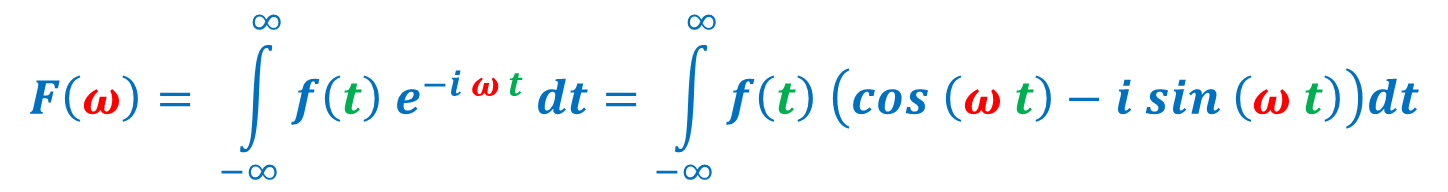 F(ω) = ∫_{-∞}^{∞} f(t) e^{-i ω t} dt = ∫_{-∞}^{∞} f(t) (cos (ω t) − i sin (ω t))dt